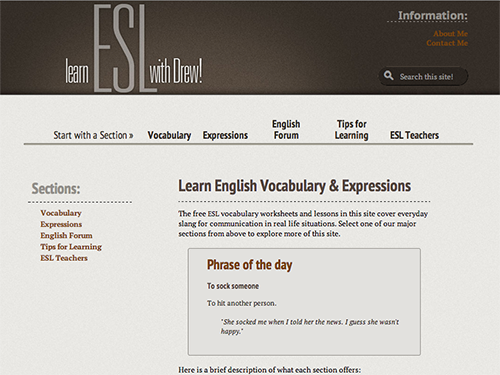 learn ESL with Drew!
Information:
About Me
Contact Me
Search this site!
Start with a Section »
Vocabulary
Expressions
English
Forum
Tips for
Learning
ESL Teachers
Sections:
Vocabulary
Expressions
English Forum
Tips for Learning
ESL Teachers
Learn English Vocabulary & Expressions
The free ESL vocabulary worksheets and lessons in this site cover everyday
slang for communication in real life situations. Select one of our major
sections from above to explore more of this site.
Phrase of the day
To sock someone
To hit another person.
"She socked me when I told her the news. I guess she wasn't
happy."
Here is a brief description of what each section offers: